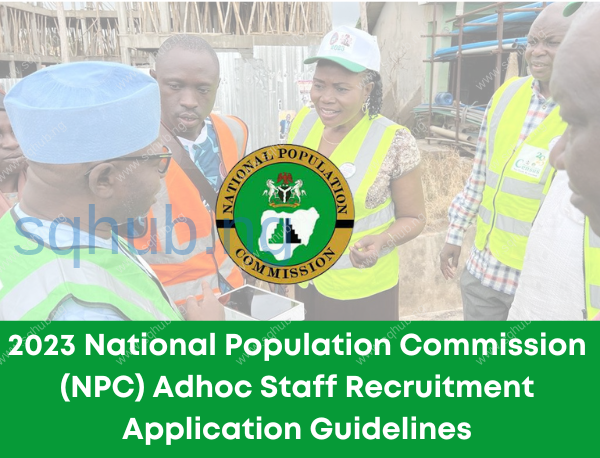 NATIONAL POPULATION
COMMISSION
sqhub.ng
2023 National Population Commission
(NPC) Adhoc Staff Recruitment
Application Guidelines